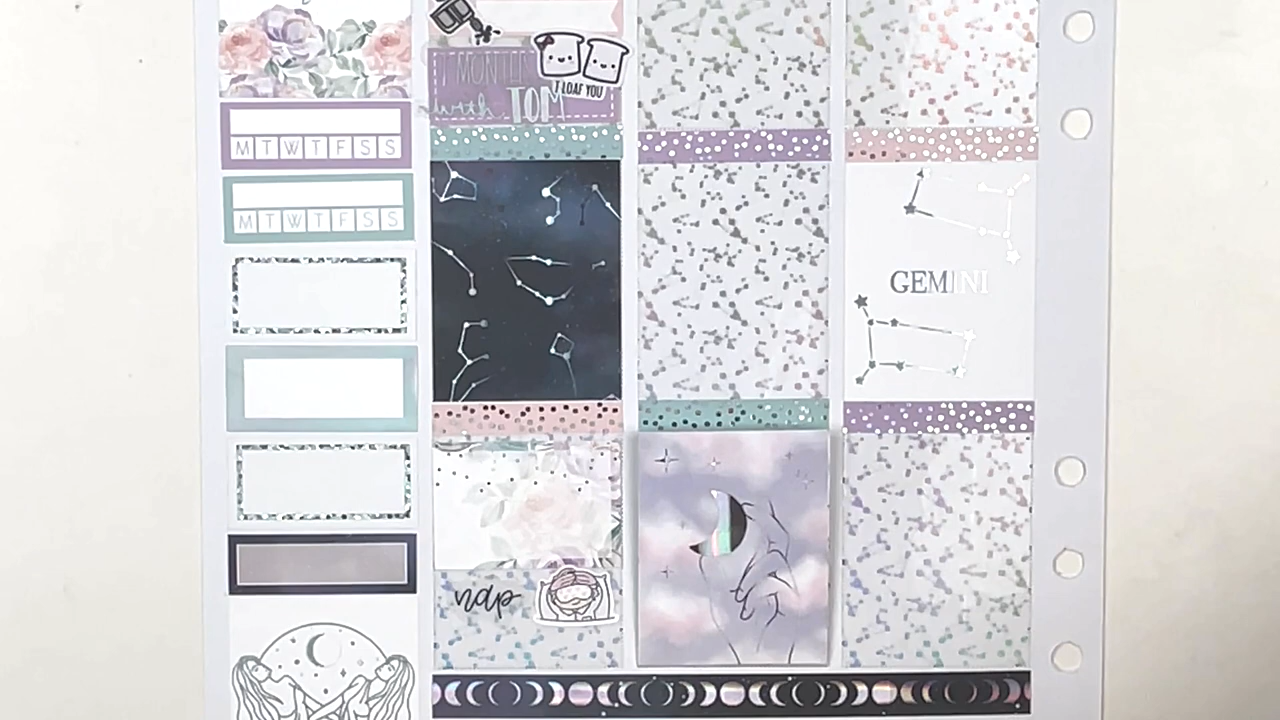 M T W T F S S
M T W T F S S
1 MONTH
with TOM
I LOAF YOU
GEMINI
nap